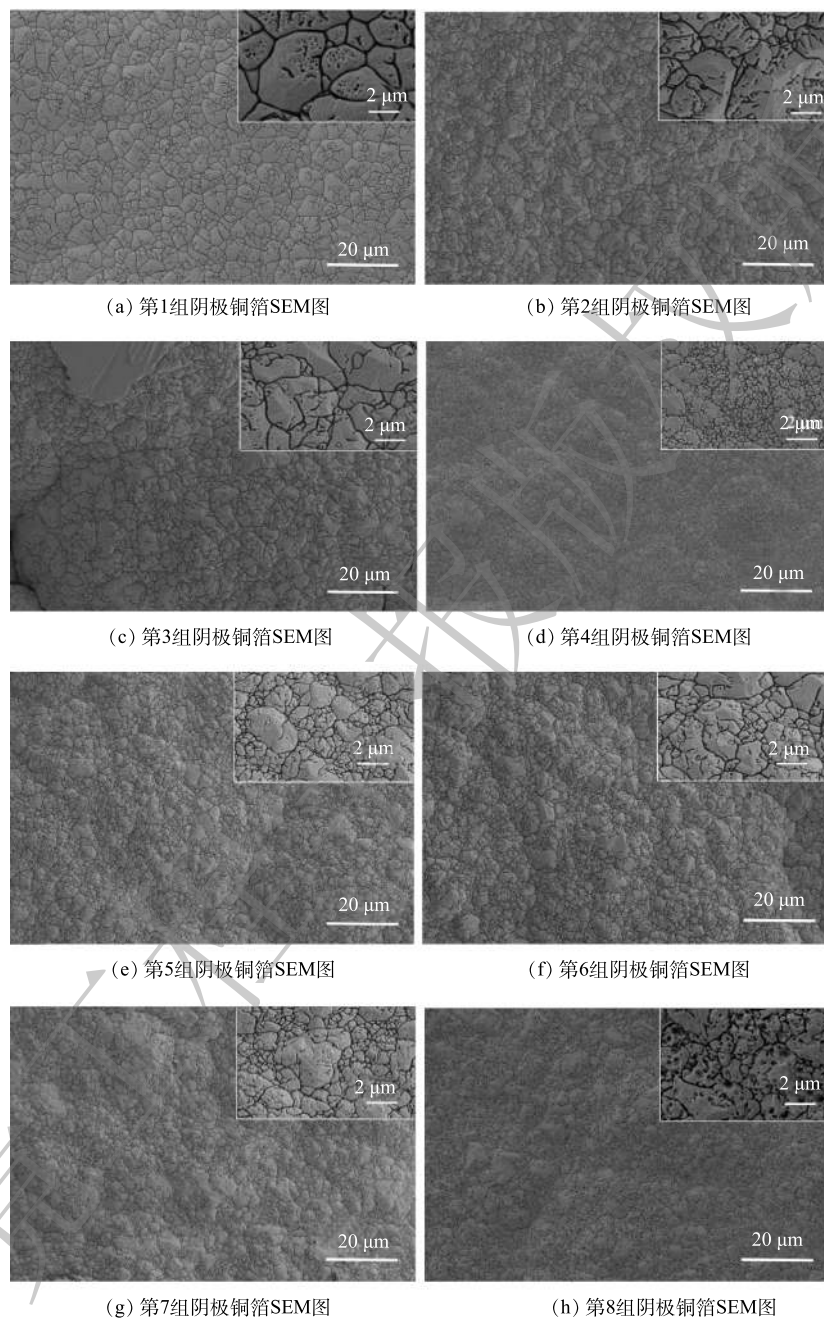 2 μm
20 μm
(a) 第1组阴极铜箔SEM图
2 μm
20 μm
(b) 第2组阴极铜箔SEM图
2 μm
20 μm
(c) 第3组阴极铜箔SEM图
2 μm
20 μm
(d) 第4组阴极铜箔SEM图
2 μm
20 μm
(e) 第5组阴极铜箔SEM图
2 μm
20 μm
(f) 第6组阴极铜箔SEM图
2 μm
20 μm
(g) 第7组阴极铜箔SEM图
2 μm
20 μm
(h) 第8组阴极铜箔SEM图